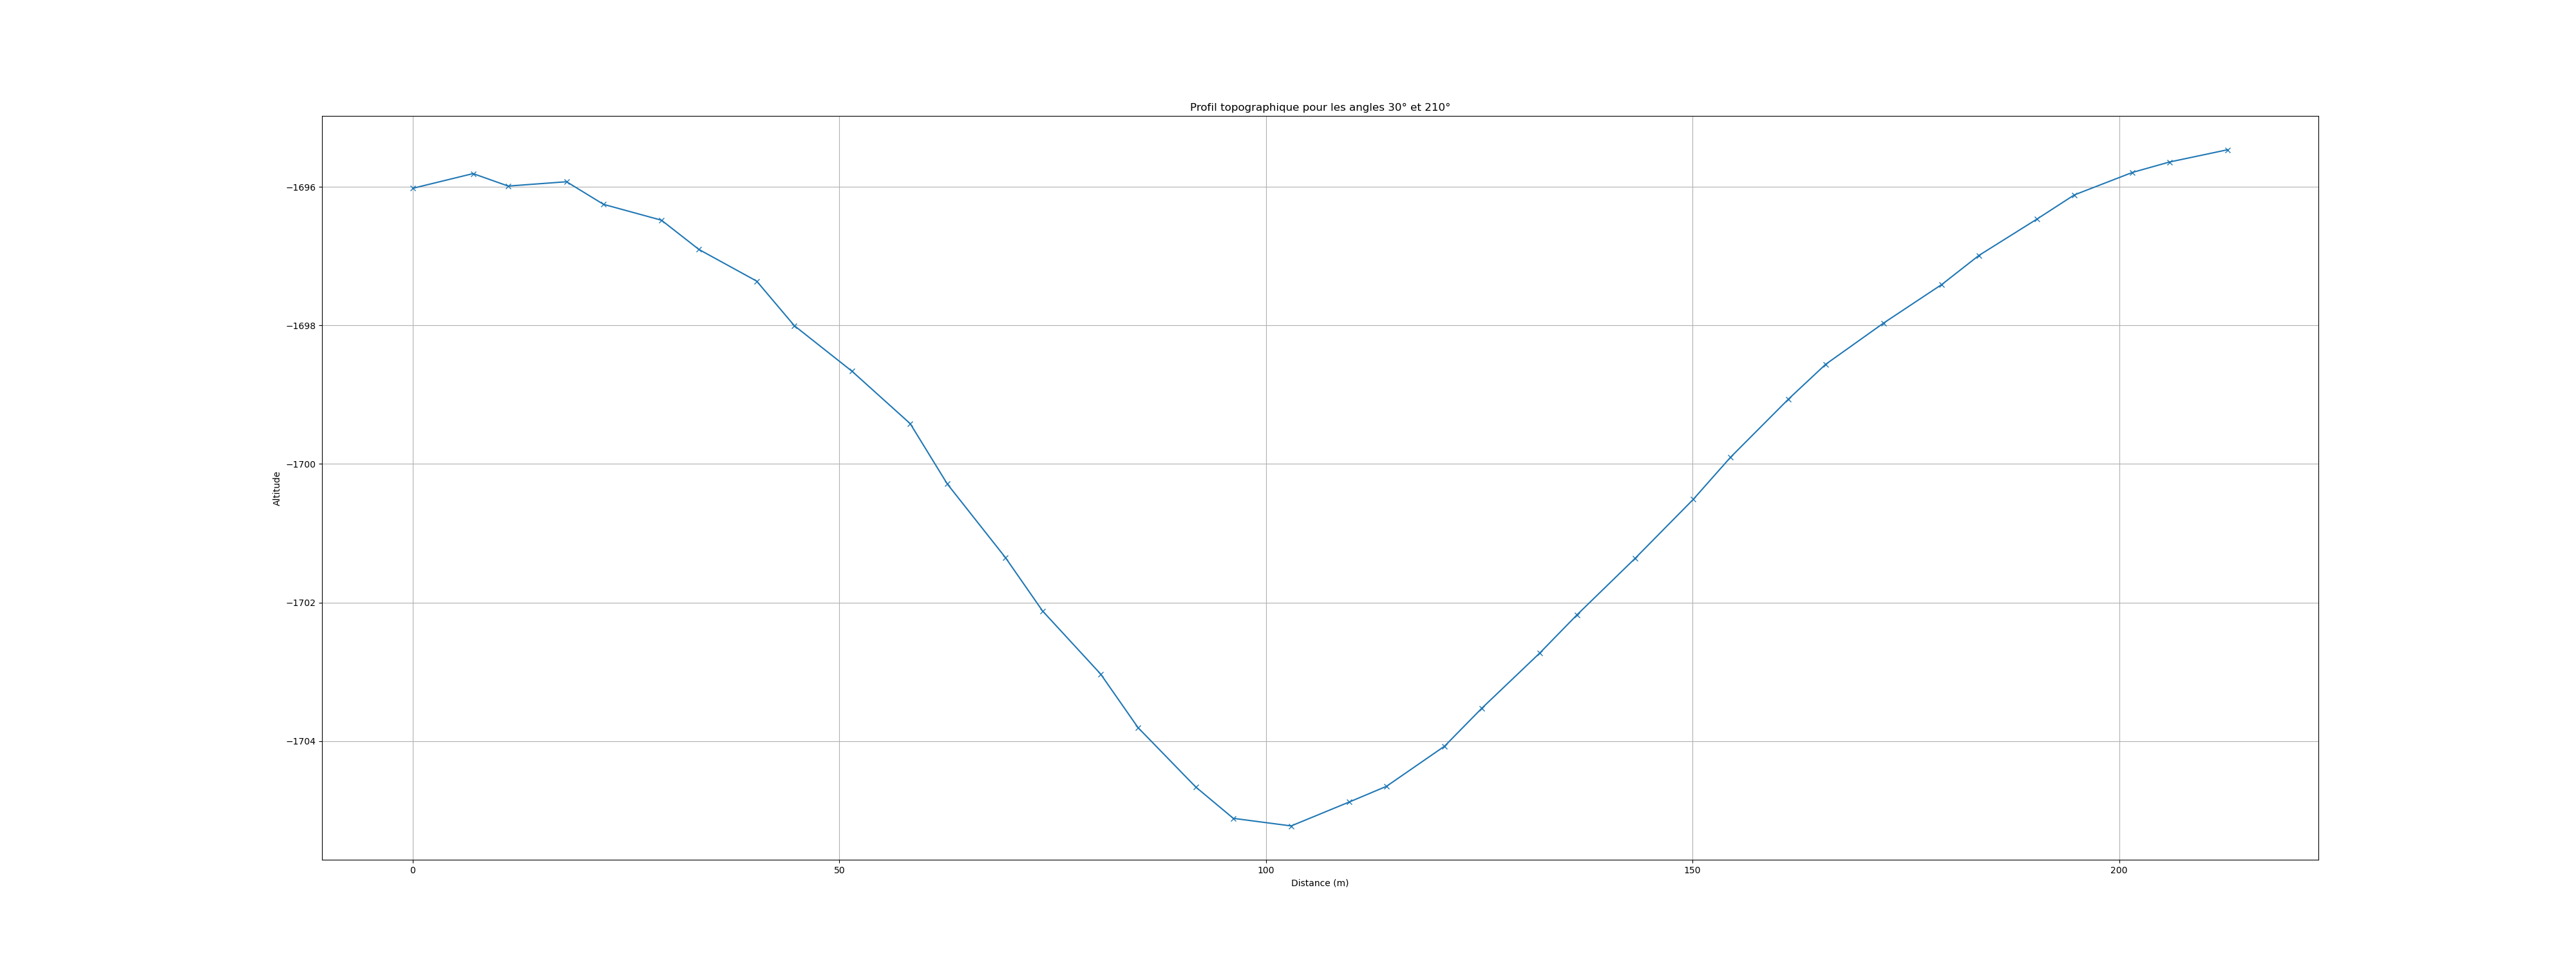 Profil topographique pour les angles 30° et 210°
−1696
−1698
−1700
−1702
−1704
Altitude
0 50 100 150 200
Distance (m)